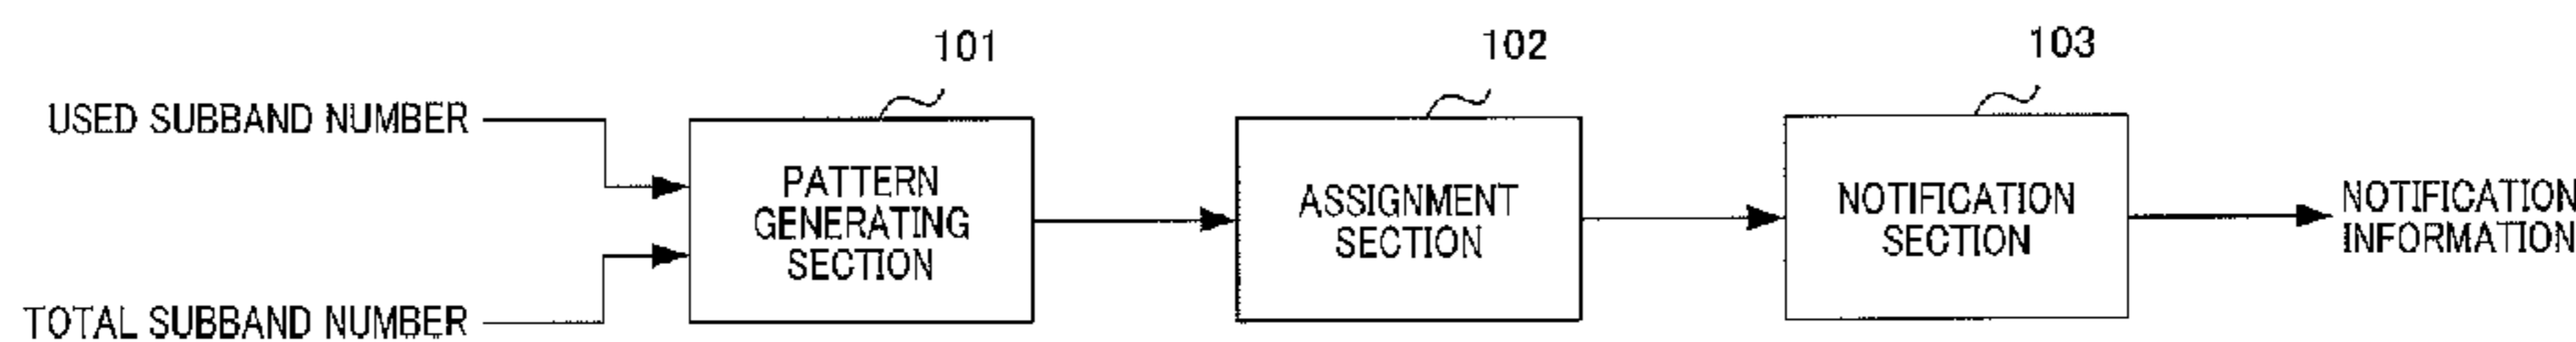 101
102
103
USED SUBBAND NUMBER
TOTAL SUBBAND NUMBER
PATTERN
GENERATING
SECTION
ASSIGNMENT
SECTION
NOTIFICATION
SECTION
NOTIFICATION
INFORMATION